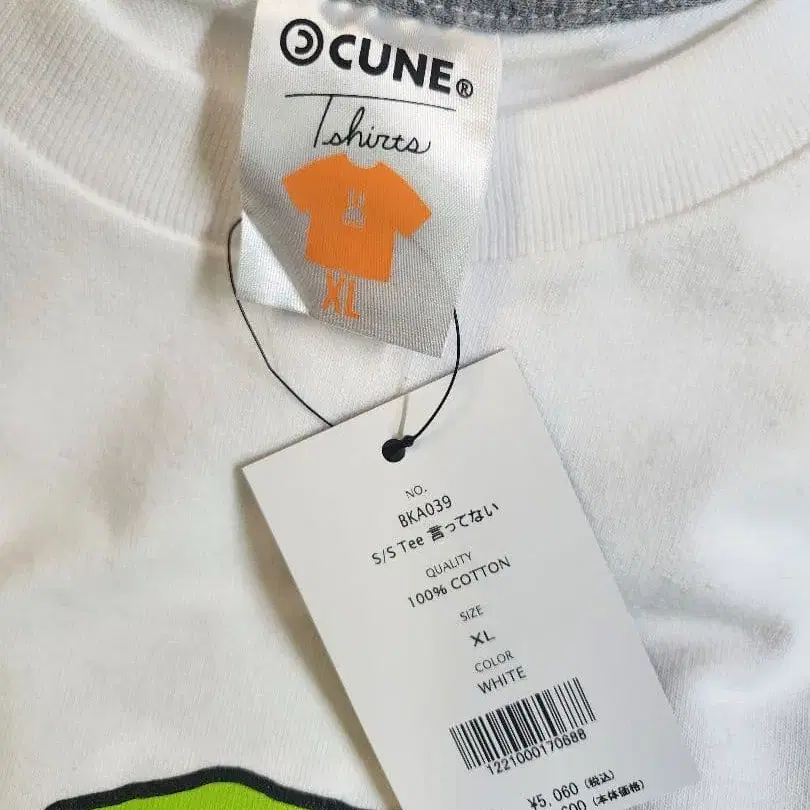 CUNE®
Tshirts
XL
NO.
BKA039
S/S Tee 言ってない
QUALITY
100% COTTON
SIZE
XL
COLOR
WHITE
1221000170688
¥5,060（税込）
600（本体価格）